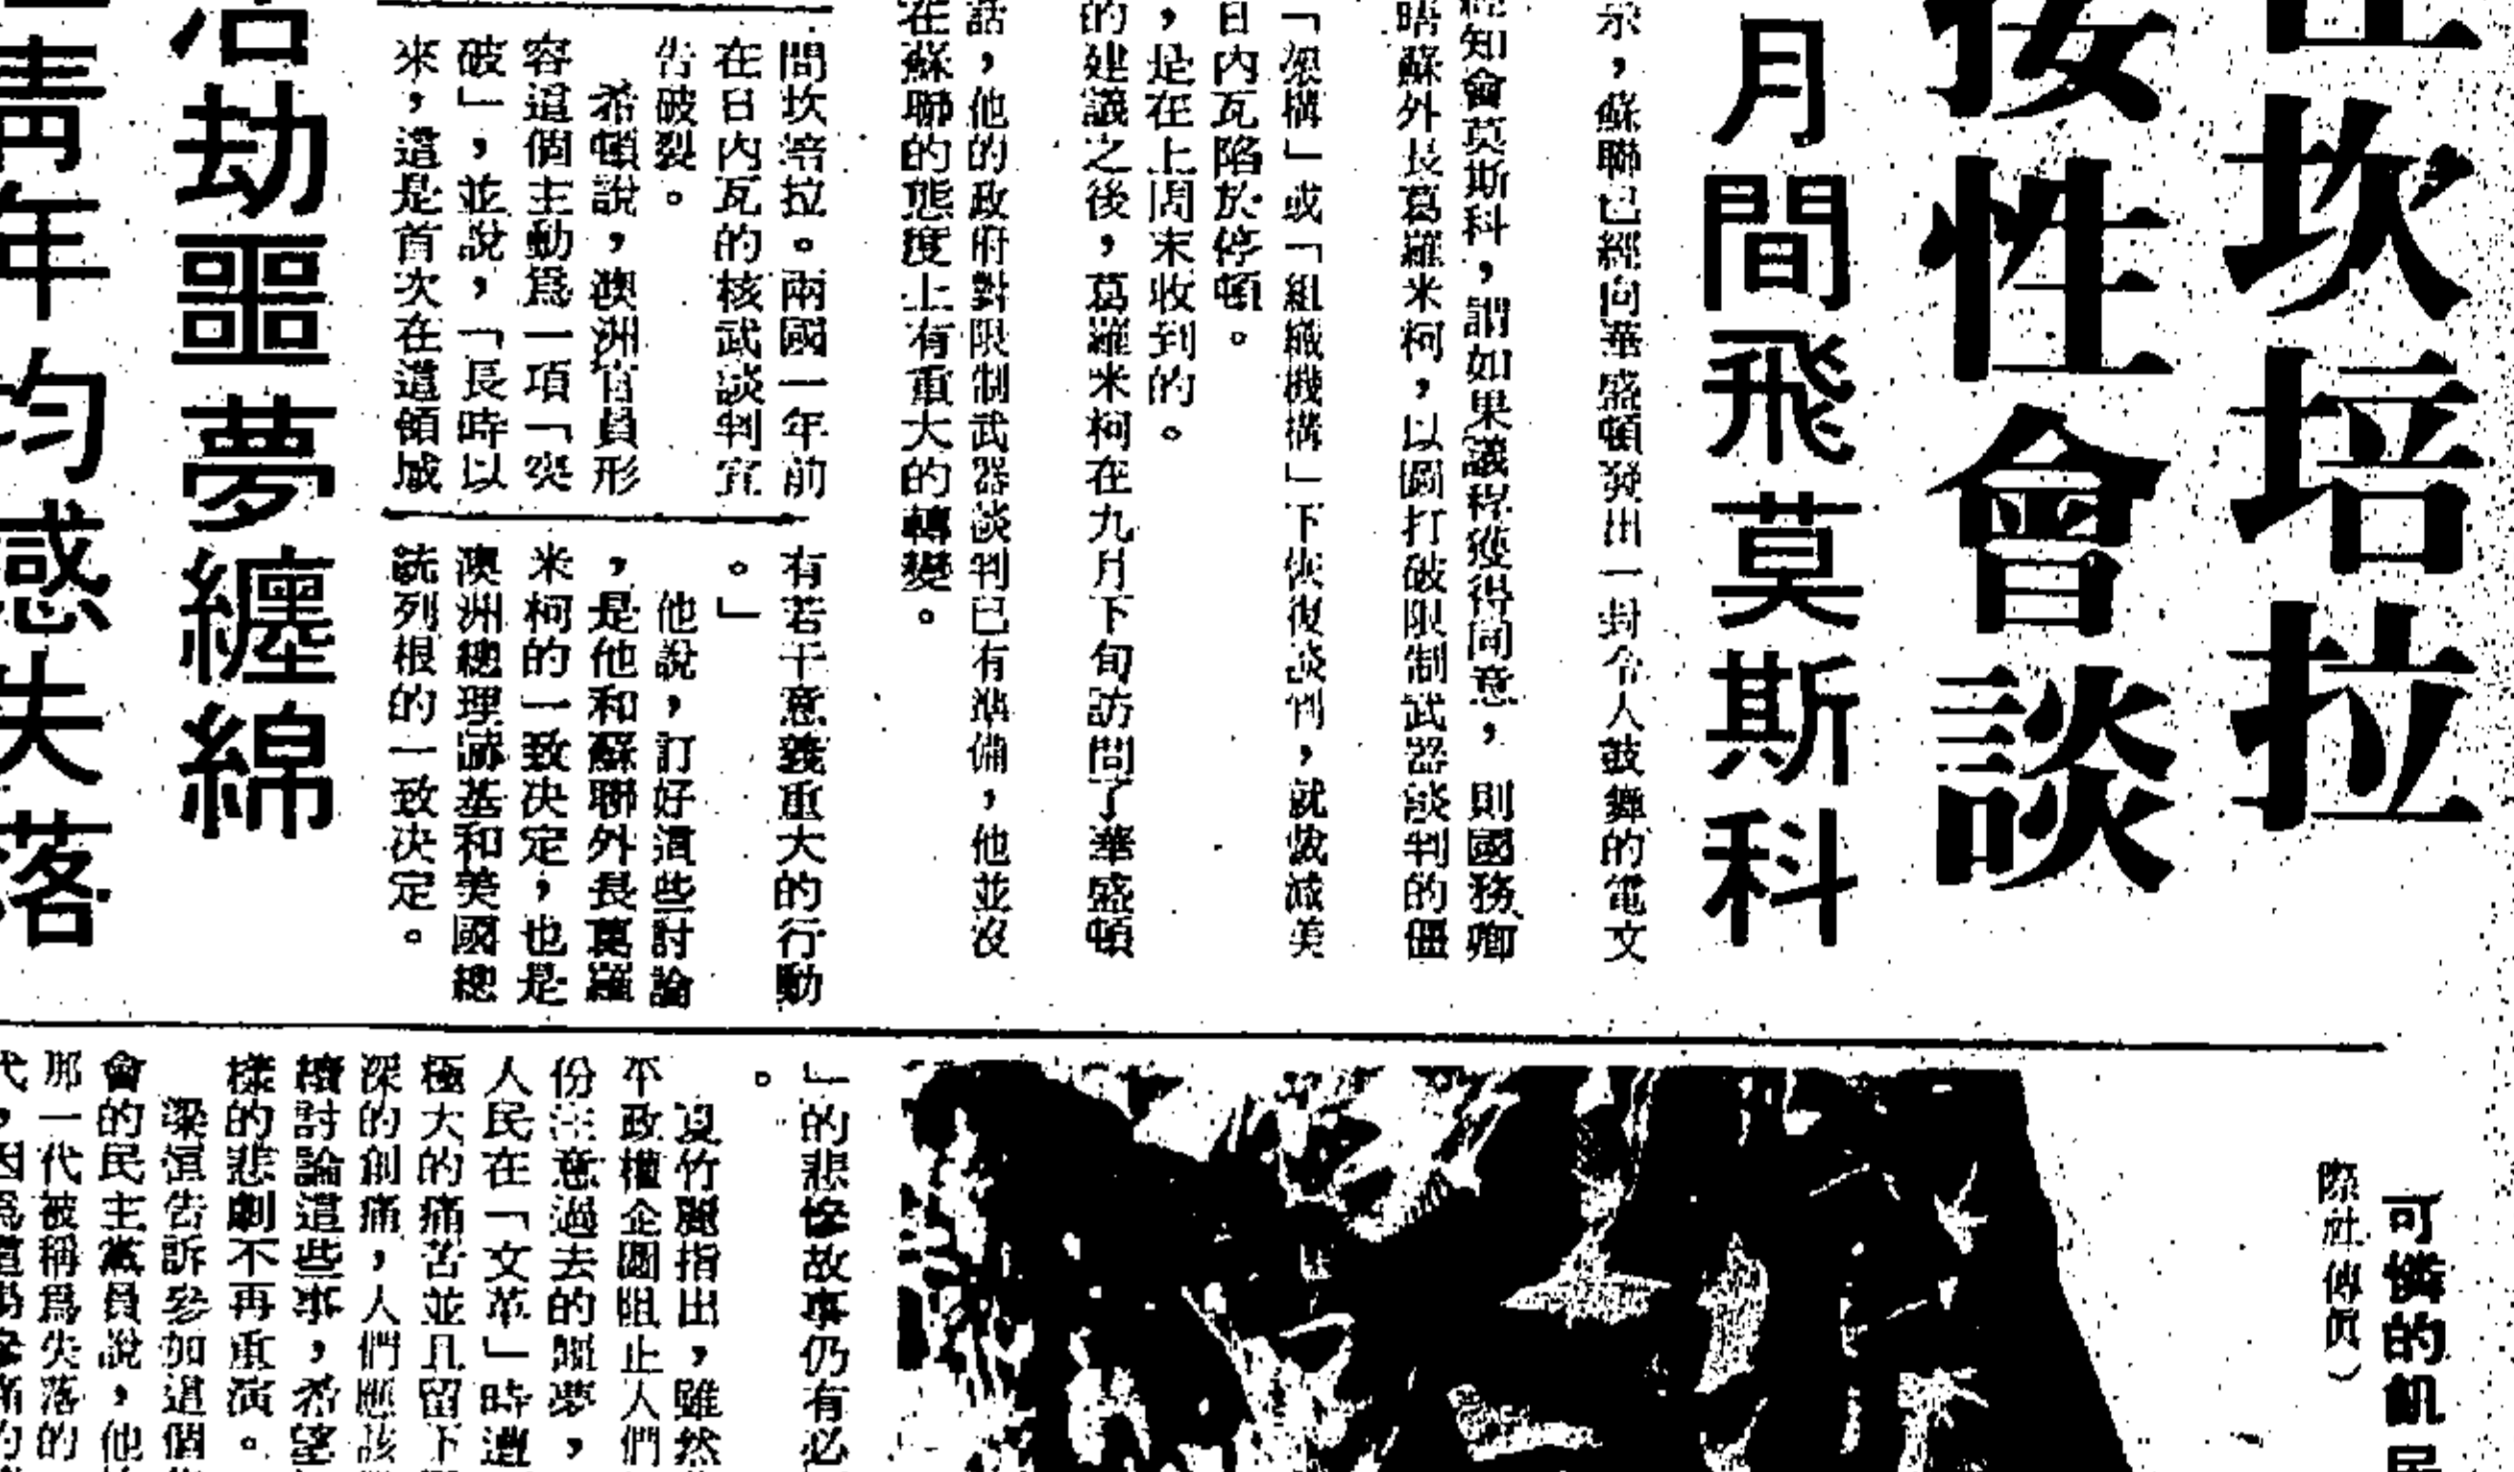 坎培拉
按性會談
月間飛莫斯科
示，蘇聯已經向華盛頓發出一封令人鼓舞的電文
知會莫斯科，謂如果議程獲得同意，則國務卿
晤蘇外長葛羅米柯，以圖打破限制武器談判的僵
「架構」或「組織機構」下恢復談判，就裁減美
日內瓦陷於停頓。
，是在上周末收到的。
的建議之後，葛羅米柯在九月下旬訪問了華盛頓
話，他的政府對限制武器談判已有準備，他並沒
在蘇聯的態度上有重大的轉變。
問坎培拉。兩國一年前
在日內瓦的核武談判宣
告破裂。
希頓說，澳洲官員形
容這個主動爲一項「突
破」，並說，「長時以
來，這是首次在這領域
有若干意義重大的行動
。」
他說，訂好這些討論
，是他和蘇聯外長葛羅
米柯的一致決定，也是
澳洲總理　和美國總
統列根的一致決定。
浩劫噩夢纏綿
青年均感失落
可憐的飢民
際社傳眞）
」的悲慘故事仍有必
。
夏竹麗指出，雖然
不政權企圖阻止人們
份注意過去的噩夢，
人民在「文革」時遭
極大的痛苦並且留下
深的創痛，人們應該
續討論這些事，希望
樣的悲劇不再重演。
梁恒告訴參加這個
會的民主黨員說，他
那一代被稱爲失落的
代，因爲